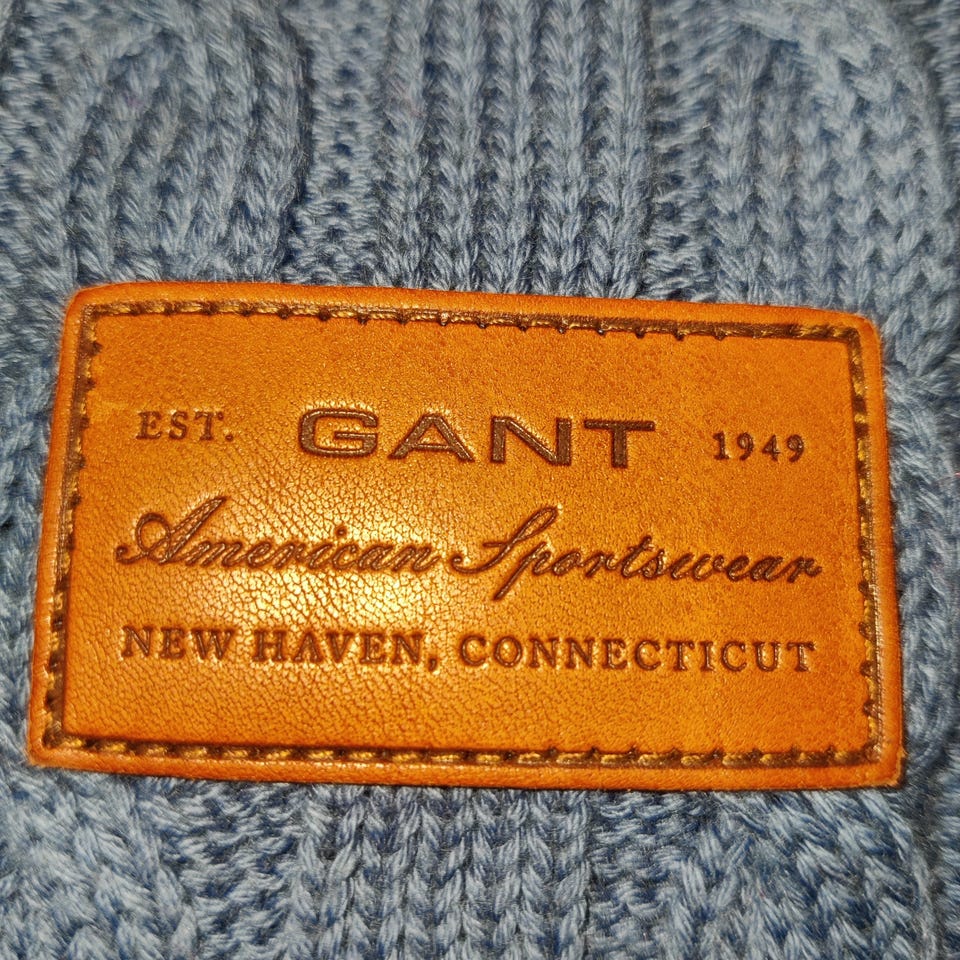 EST. GANT 1949
American Sportswear
NEW HAVEN, CONNECTICUT